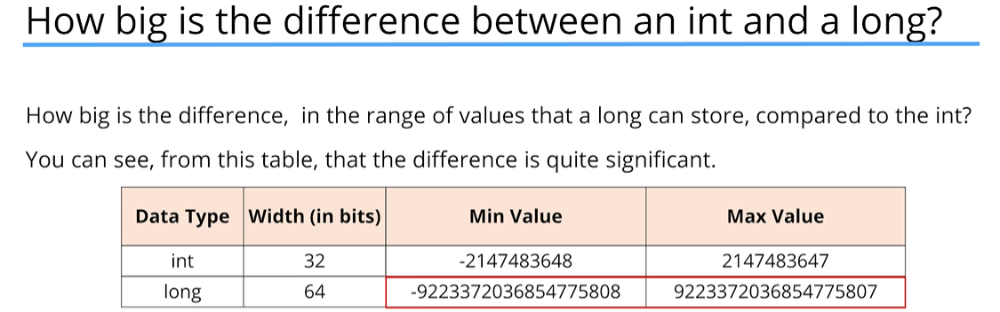 How big is the difference between an int and a long?
How big is the difference, in the range of values that a long can store, compared to the int?
You can see, from this table, that the difference is quite significant.
Data Type Width (in bits) Min Value Max Value
int 32 -2147483648 2147483647
long 64 -9223372036854775808 9223372036854775807